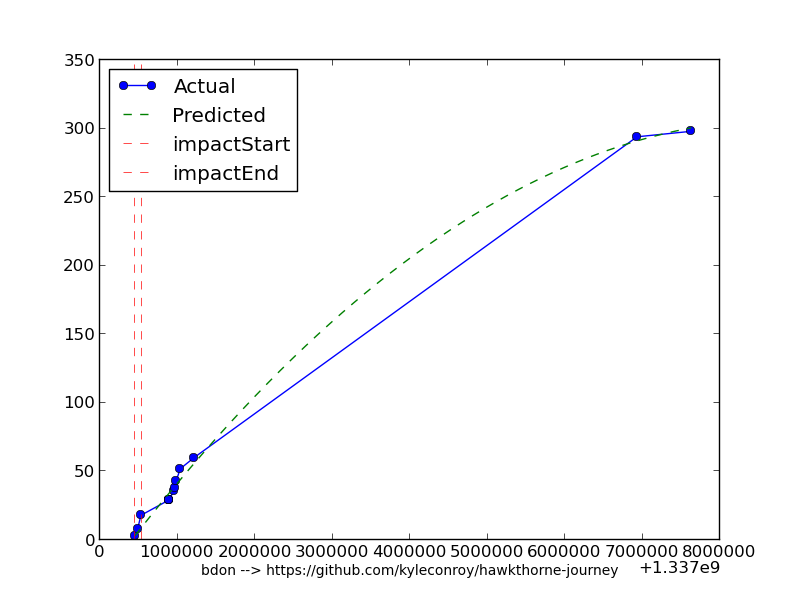 350
300
250
200
150
100
50
0
Actual
Predicted
impactStart
impactEnd
0 1000000 2000000 3000000 4000000 5000000 6000000 7000000 8000000
+1.337e9
bdon --> https://github.com/kyleconroy/hawkthorne-journey